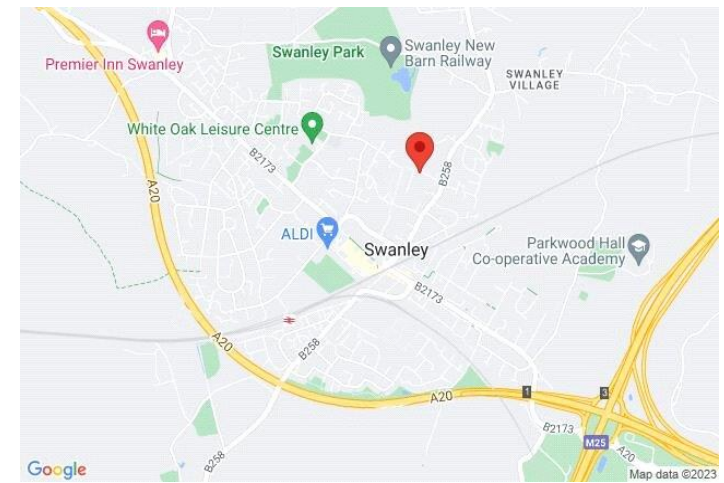 Premier Inn Swanley
Swanley Park
Swanley New
Barn Railway
SWANLEY
VILLAGE
White Oak Leisure Centre
B2173
B258
A20
ALDI
Swanley
Parkwood Hall
Co-operative Academy
B2173
A20
B258
A20
1
3
B2173
M25
A20
B258
Google
Map data ©2023